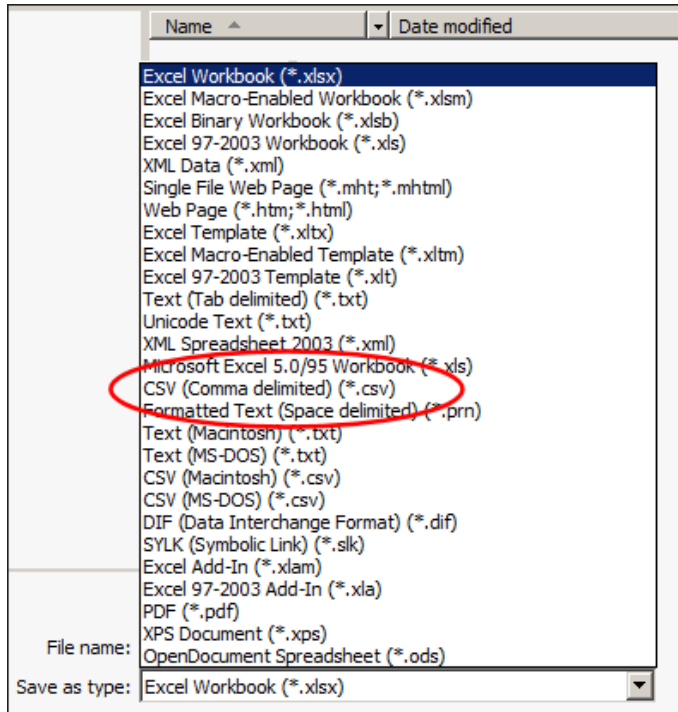 Name
Date modified
Excel Workbook (*.xlsx)
Excel Macro-Enabled Workbook (*.xlsm)
Excel Binary Workbook (*.xlsb)
Excel 97-2003 Workbook (*.xls)
XML Data (*.xml)
Single File Web Page (*.mht;*.mhtml)
Web Page (*.htm;*.html)
Excel Template (*.xltx)
Excel Macro-Enabled Template (*.xltm)
Excel 97-2003 Template (*.xlt)
Text (Tab delimited) (*.txt)
Unicode Text (*.txt)
XML Spreadsheet 2003 (*.xml)
Microsoft Excel 5.0/95 Workbook (*.xls)
CSV (Comma delimited) (*.csv)
Formatted Text (Space delimited) (*.prn)
Text (Macintosh) (*.txt)
Text (MS-DOS) (*.txt)
CSV (Macintosh) (*.csv)
CSV (MS-DOS) (*.csv)
DIF (Data Interchange Format) (*.dif)
SYLK (Symbolic Link) (*.slk)
Excel Add-In (*.xlam)
Excel 97-2003 Add-In (*.xla)
PDF (*.pdf)
XPS Document (*.xps)
OpenDocument Spreadsheet (*.ods)
File name:
Save as type: Excel Workbook (*.xlsx)